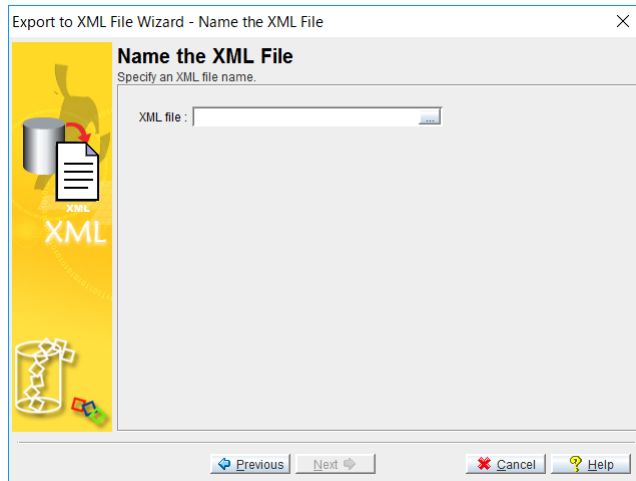 Export to XML File Wizard - Name the XML File
Name the XML File
Specify an XML file name.
XML file :
...
XML
XML
Previous
Next
Cancel
Help